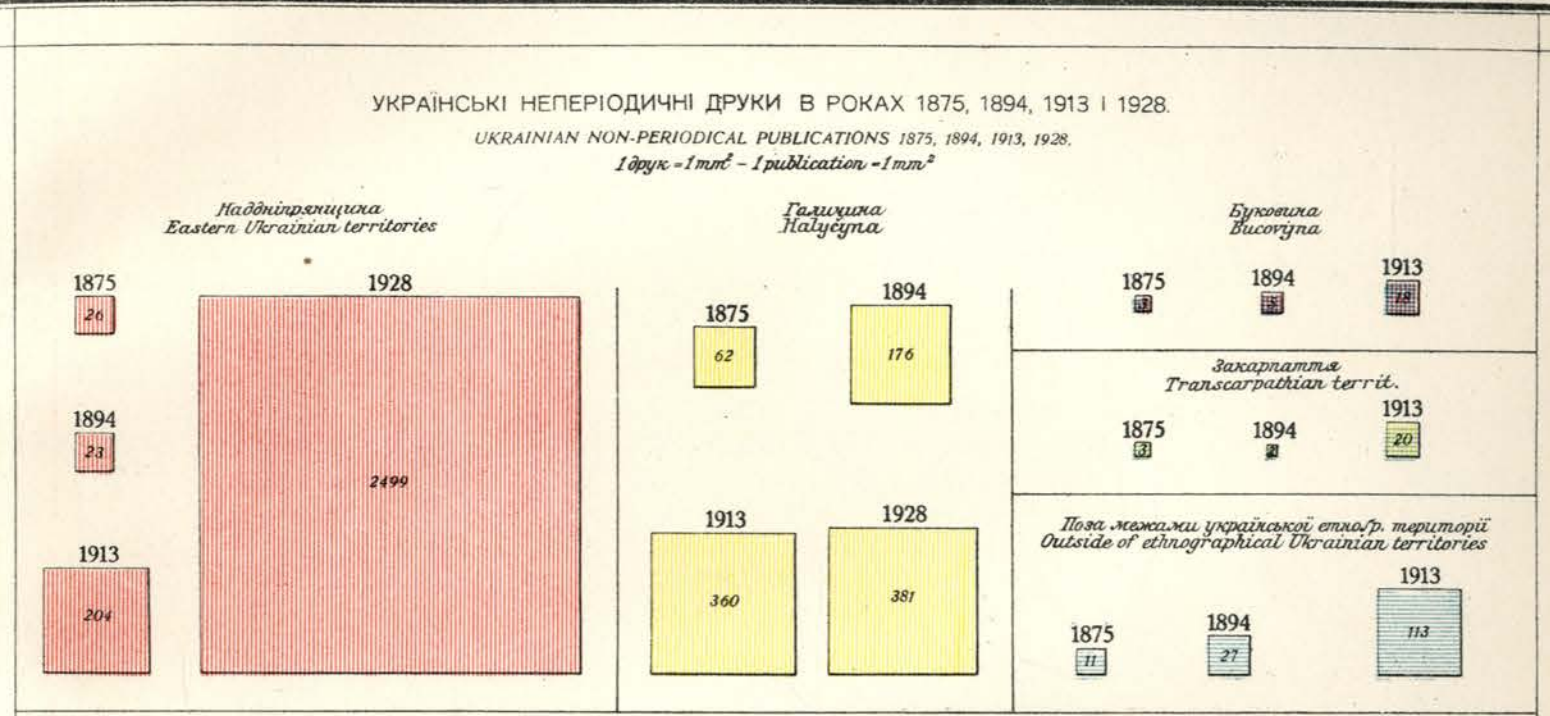 УКРАЇНСЬКІ НЕПЕРІОДИЧНІ ДРУКИ В РОКАХ 1875, 1894, 1913 І 1928.
UKRAINIAN NON-PERIODICAL PUBLICATIONS 1875, 1894, 1913, 1928.
1 друк = 1 mm² – 1 publication = 1 mm²
Наддніпрянщина
Eastern Ukrainian territories
1875
26
1928
2499
1894
23
1913
204
Галичина
Halyčyna
1875
62
1894
176
1913
360
1928
381
Буковина
Bucovyna
1875
3
1894
1913
18
Закарпаття
Transcarpathian territ.
1875
3
1894
2
1913
20
Поза межами української етноґр. території
Outside of ethnographical Ukrainian territories
1875
11
1894
27
1913
113